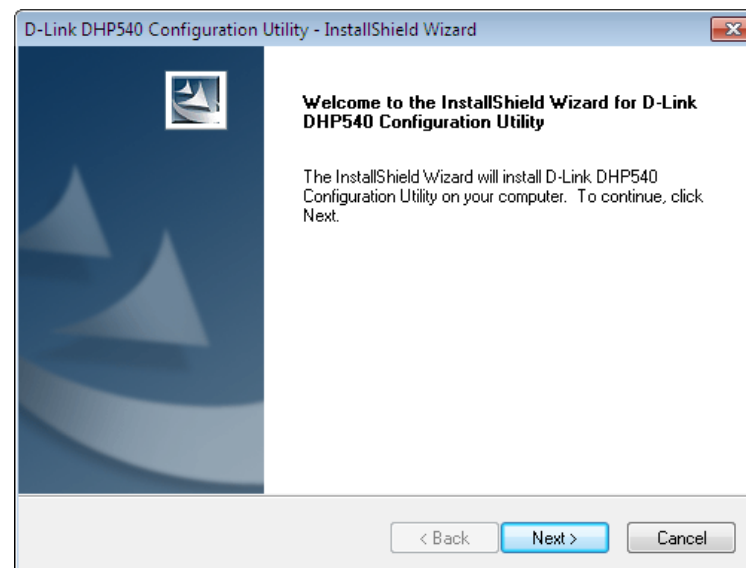 D-Link DHP540 Configuration Utility - InstallShield Wizard
Welcome to the InstallShield Wizard for D-Link
DHP540 Configuration Utility
The InstallShield Wizard will install D-Link DHP540
Configuration Utility on your computer. To continue, click
Next.
< Back
Next >
Cancel